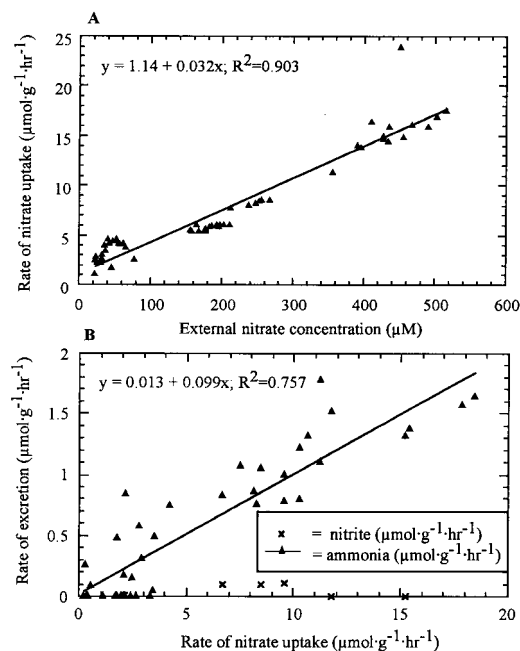 A
25
20
15
10
5
0
y = 1.14 + 0.032x; R²=0.903
Rate of nitrate uptake (µmol·g⁻¹·hr⁻¹)
0 100 200 300 400 500 600
External nitrate concentration (µM)
B
2
1.5
1
0.5
0
y = 0.013 + 0.099x; R²=0.757
Rate of excretion (µmol·g⁻¹·hr⁻¹)
= nitrite (µmol·g⁻¹·hr⁻¹)
= ammonia (µmol·g⁻¹·hr⁻¹)
0 5 10 15 20
Rate of nitrate uptake (µmol·g⁻¹·hr⁻¹)